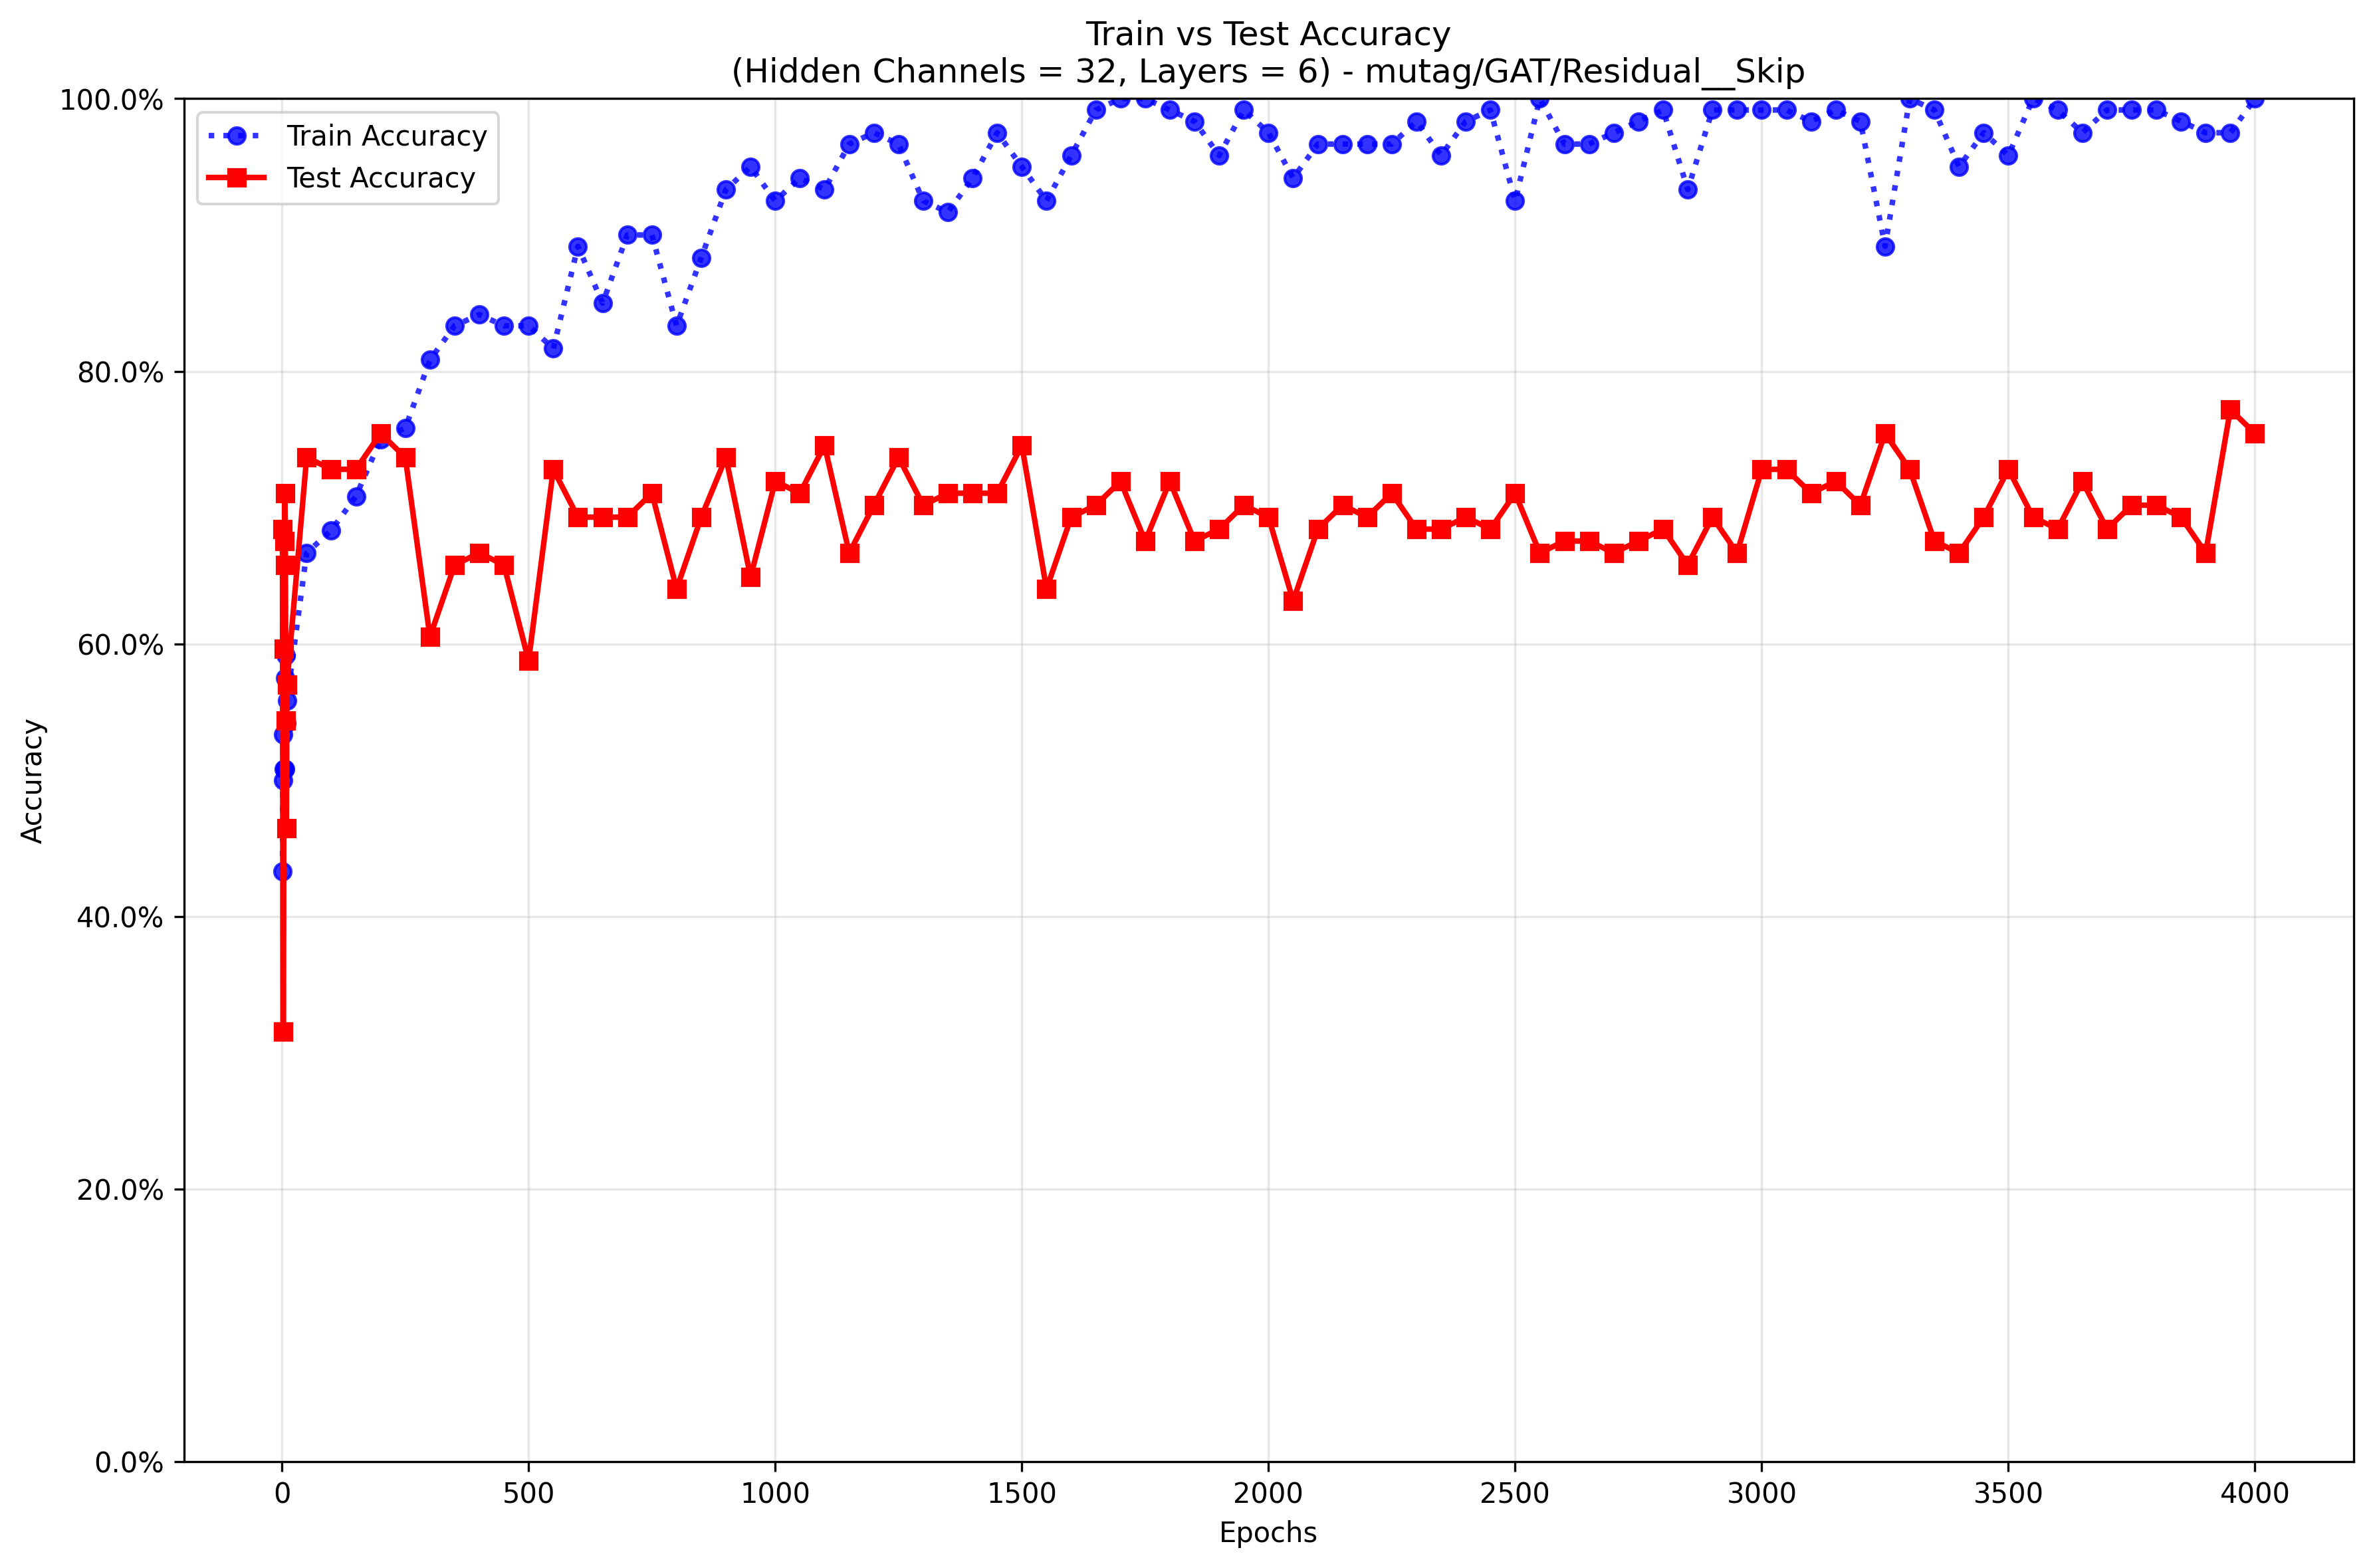 Train vs Test Accuracy
(Hidden Channels = 32, Layers = 6) - mutag/GAT/Residual__Skip
Train Accuracy
Test Accuracy
100.0%
80.0%
60.0%
40.0%
20.0%
0.0%
Accuracy
0 500 1000 1500 2000 2500 3000 3500 4000
Epochs